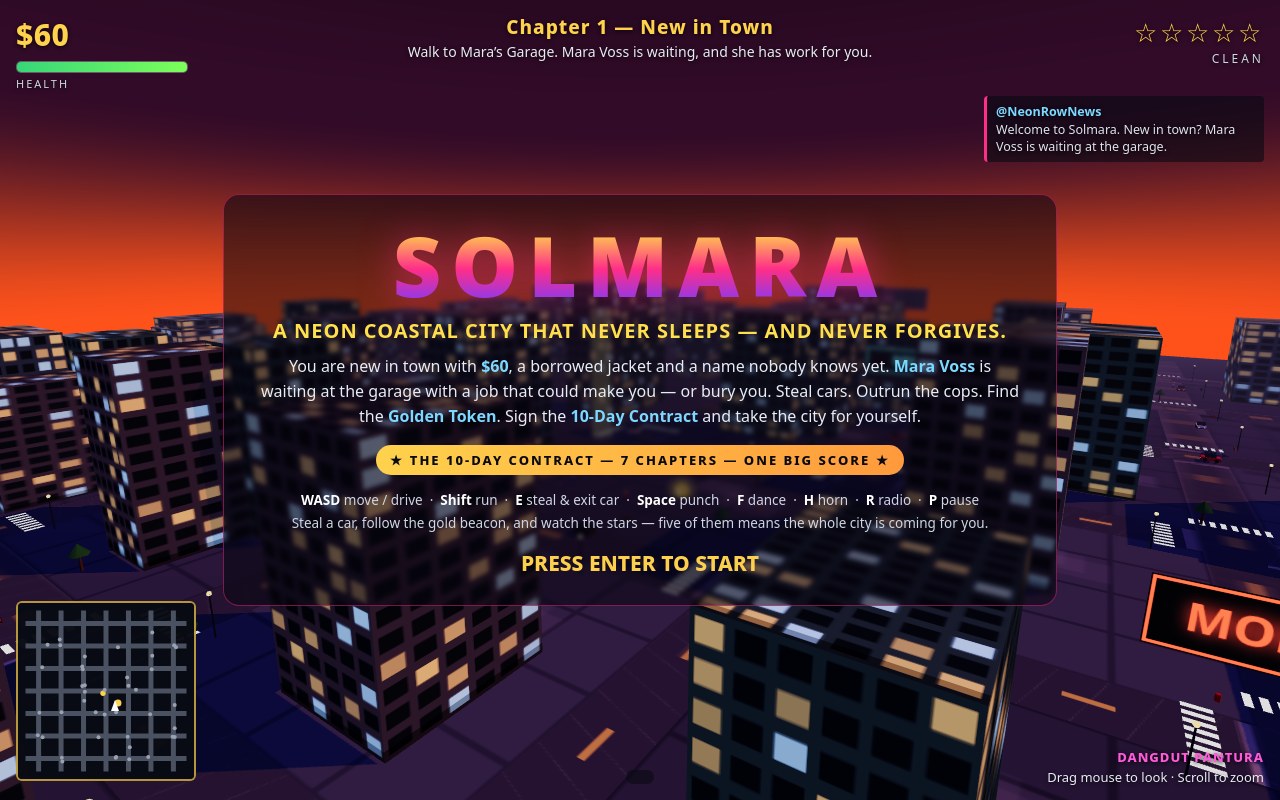 $60
HEALTH
Chapter 1 — New in Town
Walk to Mara’s Garage. Mara Voss is waiting, and she has work for you.
☆☆☆☆☆
CLEAN
@NeonRowNews
Welcome to Solmara. New in town? Mara
Voss is waiting at the garage.
SOLMARA
A NEON COASTAL CITY THAT NEVER SLEEPS — AND NEVER FORGIVES.
You are new in town with $60, a borrowed jacket and a name nobody knows yet. Mara Voss is
waiting at the garage with a job that could make you — or bury you. Steal cars. Outrun the cops. Find
the Golden Token. Sign the 10-Day Contract and take the city for yourself.
★ THE 10-DAY CONTRACT — 7 CHAPTERS — ONE BIG SCORE ★
WASD move / drive · Shift run · E steal & exit car · Space punch · F dance · H horn · R radio · P pause
Steal a car, follow the gold beacon, and watch the stars — five of them means the whole city is coming for you.
PRESS ENTER TO START
DANGDUT PANTURA
Drag mouse to look · Scroll to zoom